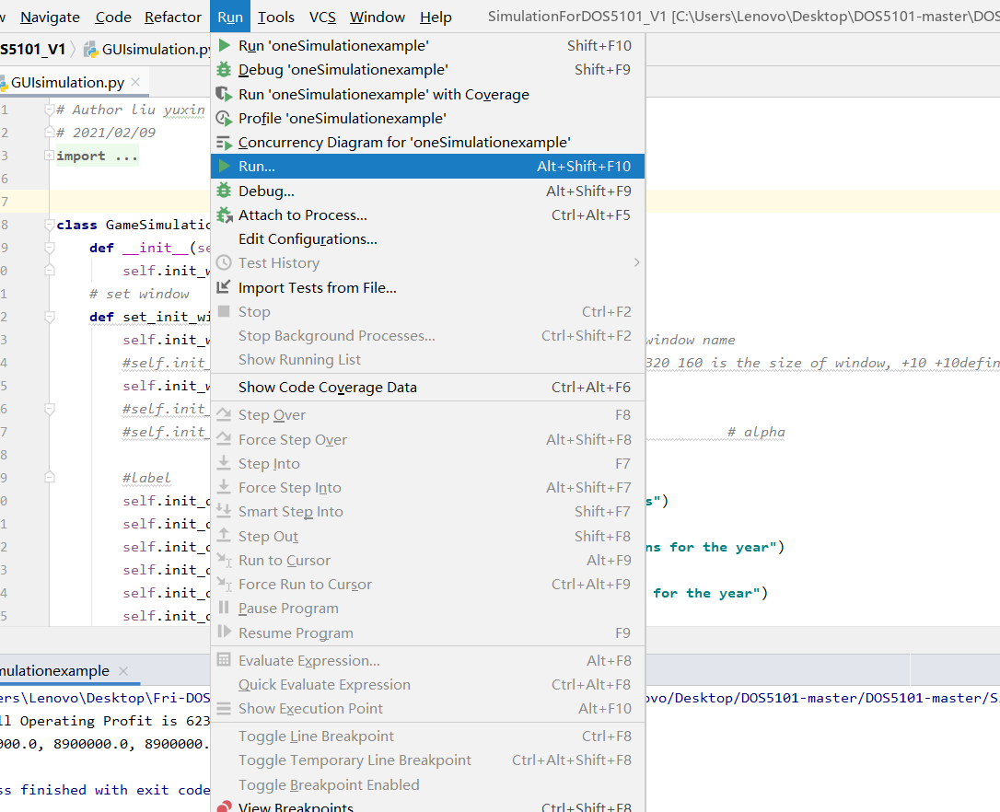 w Navigate Code Refactor Run Tools VCS Window Help SimulationForDOS5101_V1 [C:\Users\Lenovo\Desktop\DOS5101-master\DOS
S5101_V1 GUIsimulation.py
GUIsimulation.py
Run 'oneSimulationexample' Shift+F10
Debug 'oneSimulationexample' Shift+F9
Run 'oneSimulationexample' with Coverage
Profile 'oneSimulationexample'
Concurrency Diagram for 'oneSimulationexample'
Run... Alt+Shift+F10
Debug... Alt+Shift+F9
Attach to Process... Ctrl+Alt+F5
Edit Configurations...
Test History
Import Tests from File...
Stop Ctrl+F2
Stop Background Processes... Ctrl+Shift+F2
Show Running List
Show Code Coverage Data Ctrl+Alt+F6
Step Over F8
Force Step Over Alt+Shift+F8
Step Into F7
Force Step Into Alt+Shift+F7
Smart Step Into Shift+F7
Step Out Shift+F8
Run to Cursor Alt+F9
Force Run to Cursor Ctrl+Alt+F9
Pause Program
Resume Program F9
Evaluate Expression... Alt+F8
Quick Evaluate Expression Ctrl+Alt+F8
Show Execution Point Alt+F10
Toggle Line Breakpoint Ctrl+F8
Toggle Temporary Line Breakpoint Ctrl+Alt+Shift+F8
Toggle Breakpoint Enabled
View Breakpoints Ctrl+Shift+F8
1 # Author liu yuxin
2 # 2021/02/09
3 import ...
6
7
8 class GameSimulatio
9 def __init__(se
0 self.init_w
1 # set window
2 def set_init_wi
3 self.init_w window name
4 #self.init_ 320 160 is the size of window, +10 +10defin
5 self.init_w
6 #self.init_
7 #self.init_ # alpha
8
9 #label
0 self.init_d s")
1 self.init_d
2 self.init_d ns for the year")
3 self.init_d
4 self.init_d for the year")
5 self.init_d
mulationexample
ers\Lenovo\Desktop\Fri-DOS ovo/Desktop/DOS5101-master/DOS5101-master/S
ll Operating Profit is 623
000.0, 8900000.0, 8900000.
ss finished with exit code